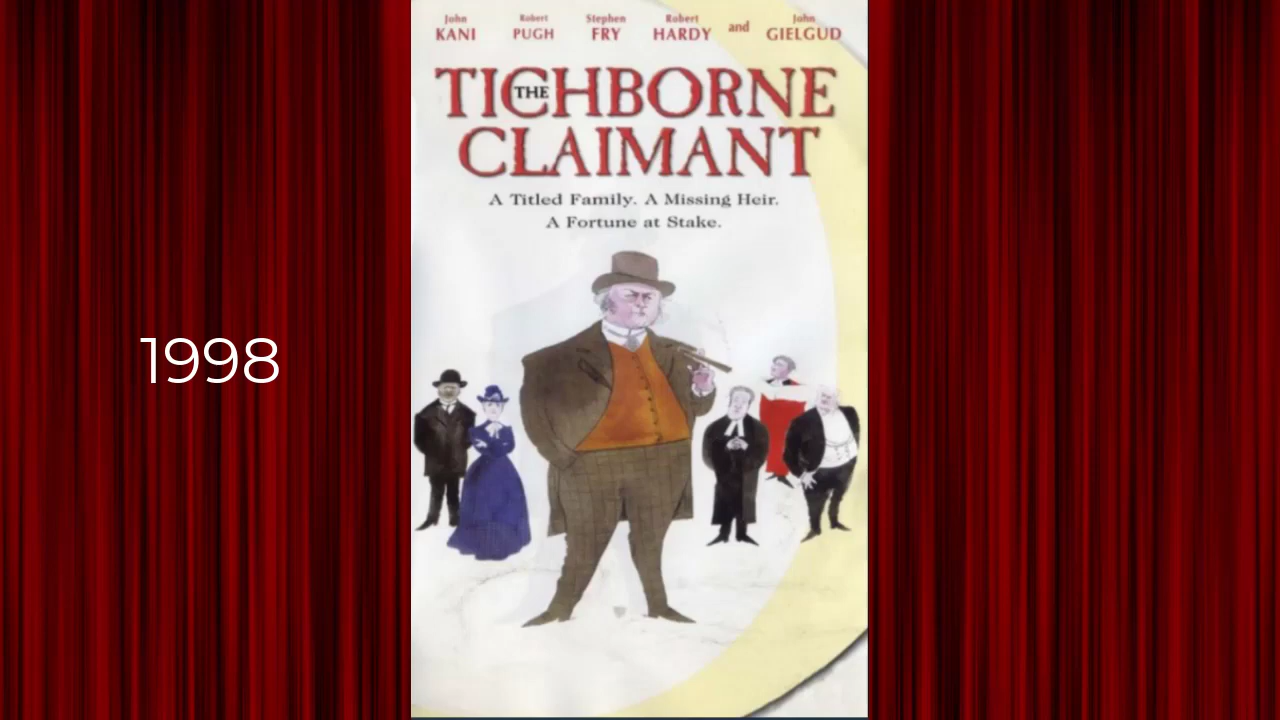 1998
John KANI Robert PUGH Stephen FRY Robert HARDY and John GIELGUD
THE TICHBORNE
CLAIMANT
A Titled Family. A Missing Heir.
A Fortune at Stake.